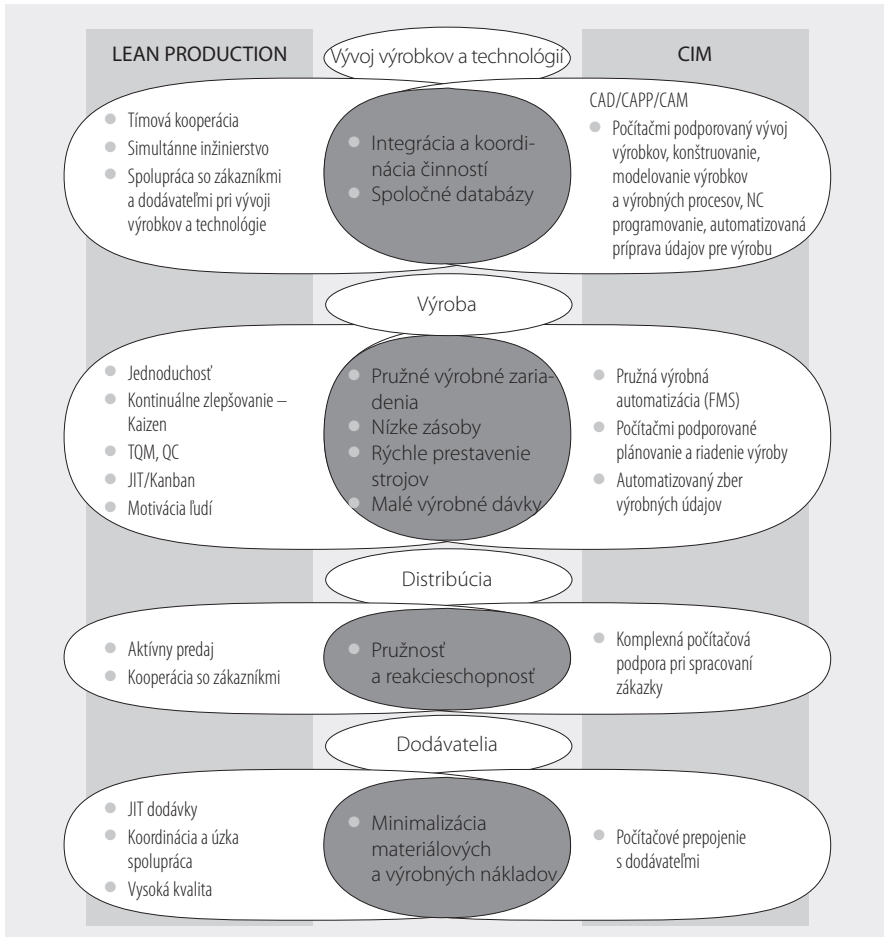 LEAN PRODUCTION
Vývoj výrobkov a technológií
CIM
Tímová kooperácia
Simultánne inžinierstvo
Spolupráca so zákazníkmi
a dodávateľmi pri vývoji
výrobkov a technológie
Integrácia a koordi-
nácia činností
Spoločné databázy
CAD/CAPP/CAM
Počítačmi podporovaný vývoj
výrobkov, konštruovanie,
modelovanie výrobkov
a výrobných procesov, NC
programovanie, automatizovaná
príprava údajov pre výrobu
Výroba
Jednoduchosť
Kontinuálne zlepšovanie –
Kaizen
TQM, QC
JIT/Kanban
Motivácia ľudí
Pružné výrobné zaria-
denia
Nízke zásoby
Rýchle prestavenie
strojov
Malé výrobné dávky
Pružná výrobná
automatizácia (FMS)
Počítačmi podporované
plánovanie a riadenie výroby
Automatizovaný zber
výrobných údajov
Distribúcia
Aktívny predaj
Kooperácia so zákazníkmi
Pružnosť
a reakcieschopnosť
Komplexná počítačová
podpora pri spracovaní
zákazky
Dodávatelia
JIT dodávky
Koordinácia a úzka
spolupráca
Vysoká kvalita
Minimalizácia
materiálových
a výrobných nákladov
Počítačové prepojenie
s dodávateľmi